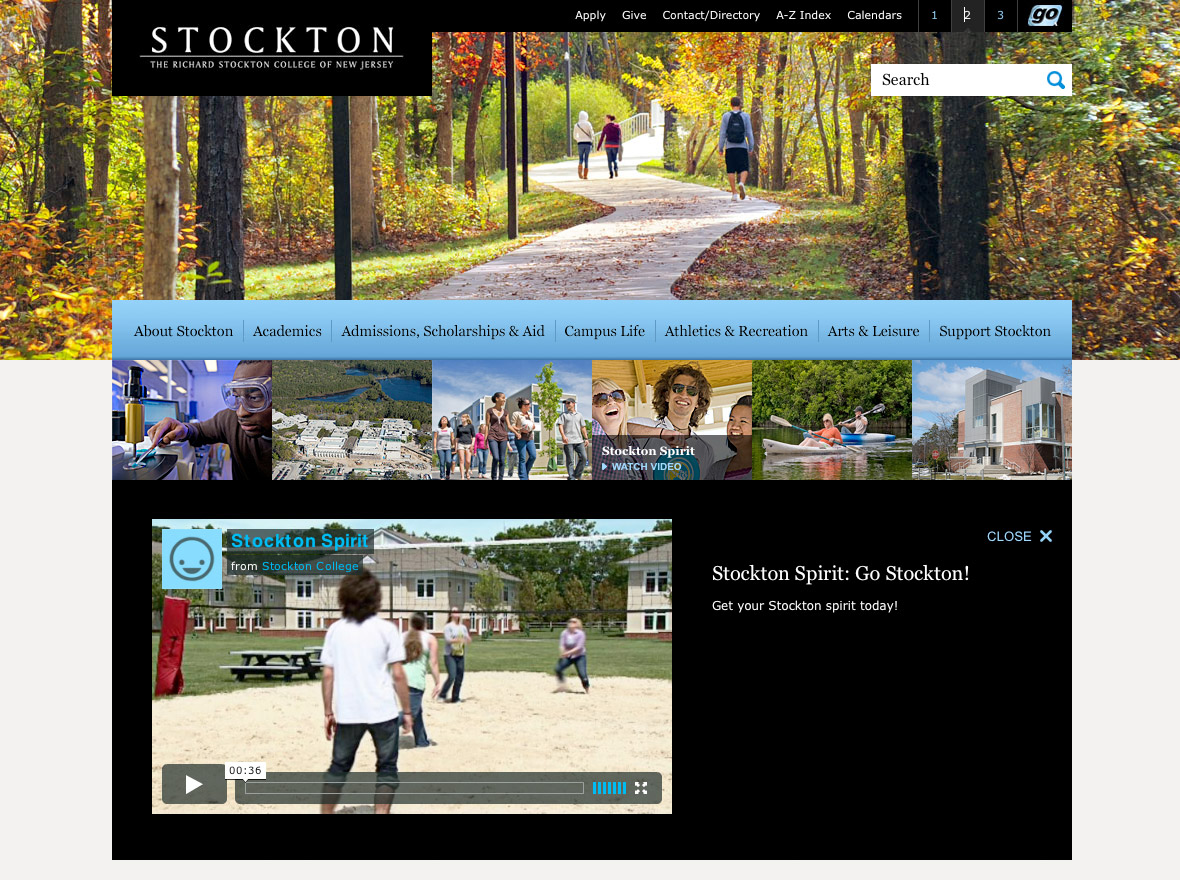 Apply Give Contact/Directory A-Z Index Calendars 1 2 3 go
STOCKTON
THE RICHARD STOCKTON COLLEGE OF NEW JERSEY
Search
About Stockton Academics Admissions, Scholarships & Aid Campus Life Athletics & Recreation Arts & Leisure Support Stockton
Stockton Spirit
WATCH VIDEO
Stockton Spirit
from Stockton College
00:36
CLOSE
Stockton Spirit: Go Stockton!
Get your Stockton spirit today!